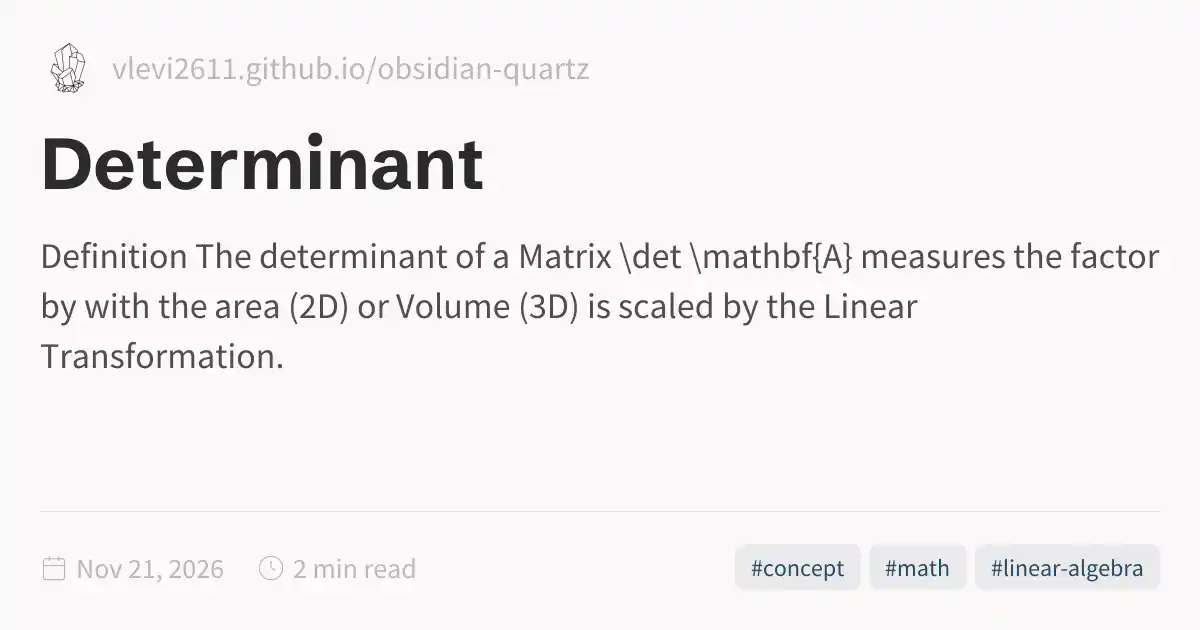 vlevi2611.github.io/obsidian-quartz
Determinant
Definition The determinant of a Matrix \det \mathbf{A} measures the factor
by with the area (2D) or Volume (3D) is scaled by the Linear
Transformation.
Nov 21, 2026 2 min read #concept #math #linear-algebra